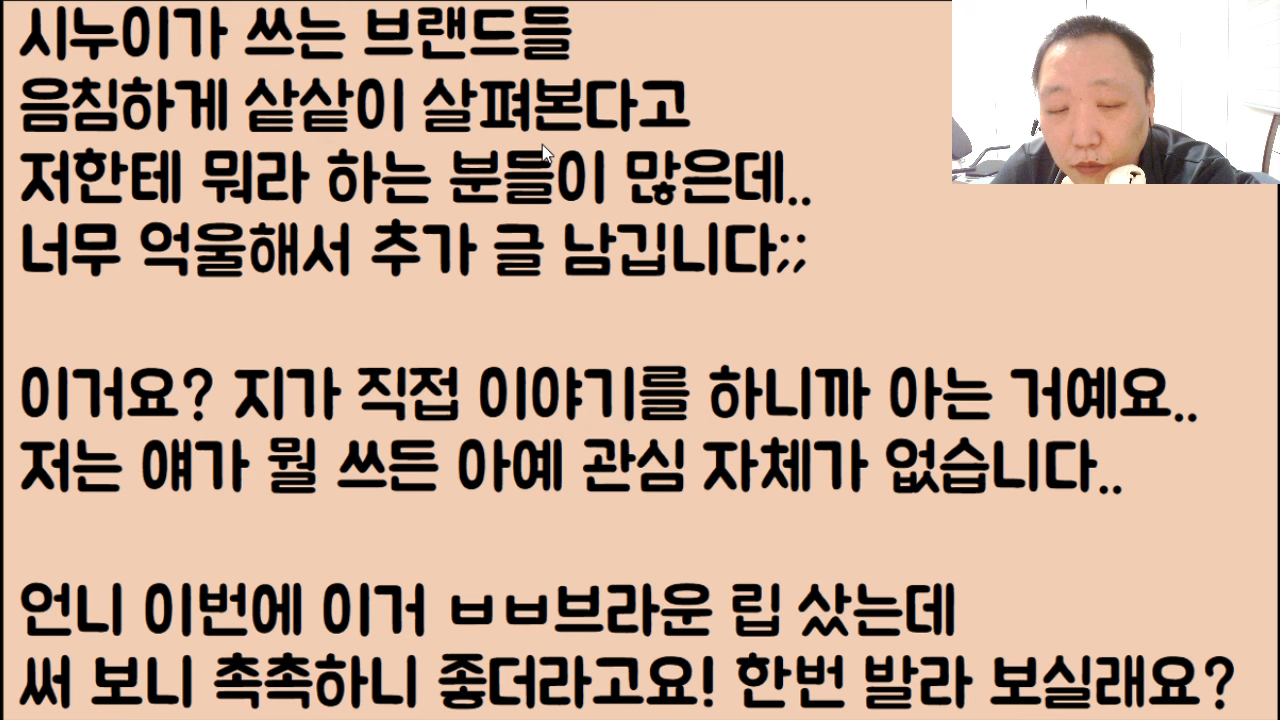 시누이가 쓰는 브랜드들
음침하게 샅샅이 살펴본다고
저한테 뭐라 하는 분들이 많은데..
너무 억울해서 추가 글 남깁니다;;
이거요? 지가 직접 이야기를 하니까 아는 거예요..
저는 얘가 뭘 쓰든 아예 관심 자체가 없습니다..
언니 이번에 이거 ㅂㅂ브라운 립 샀는데
써 보니 촉촉하니 좋더라고요! 한번 발라 보실래요?